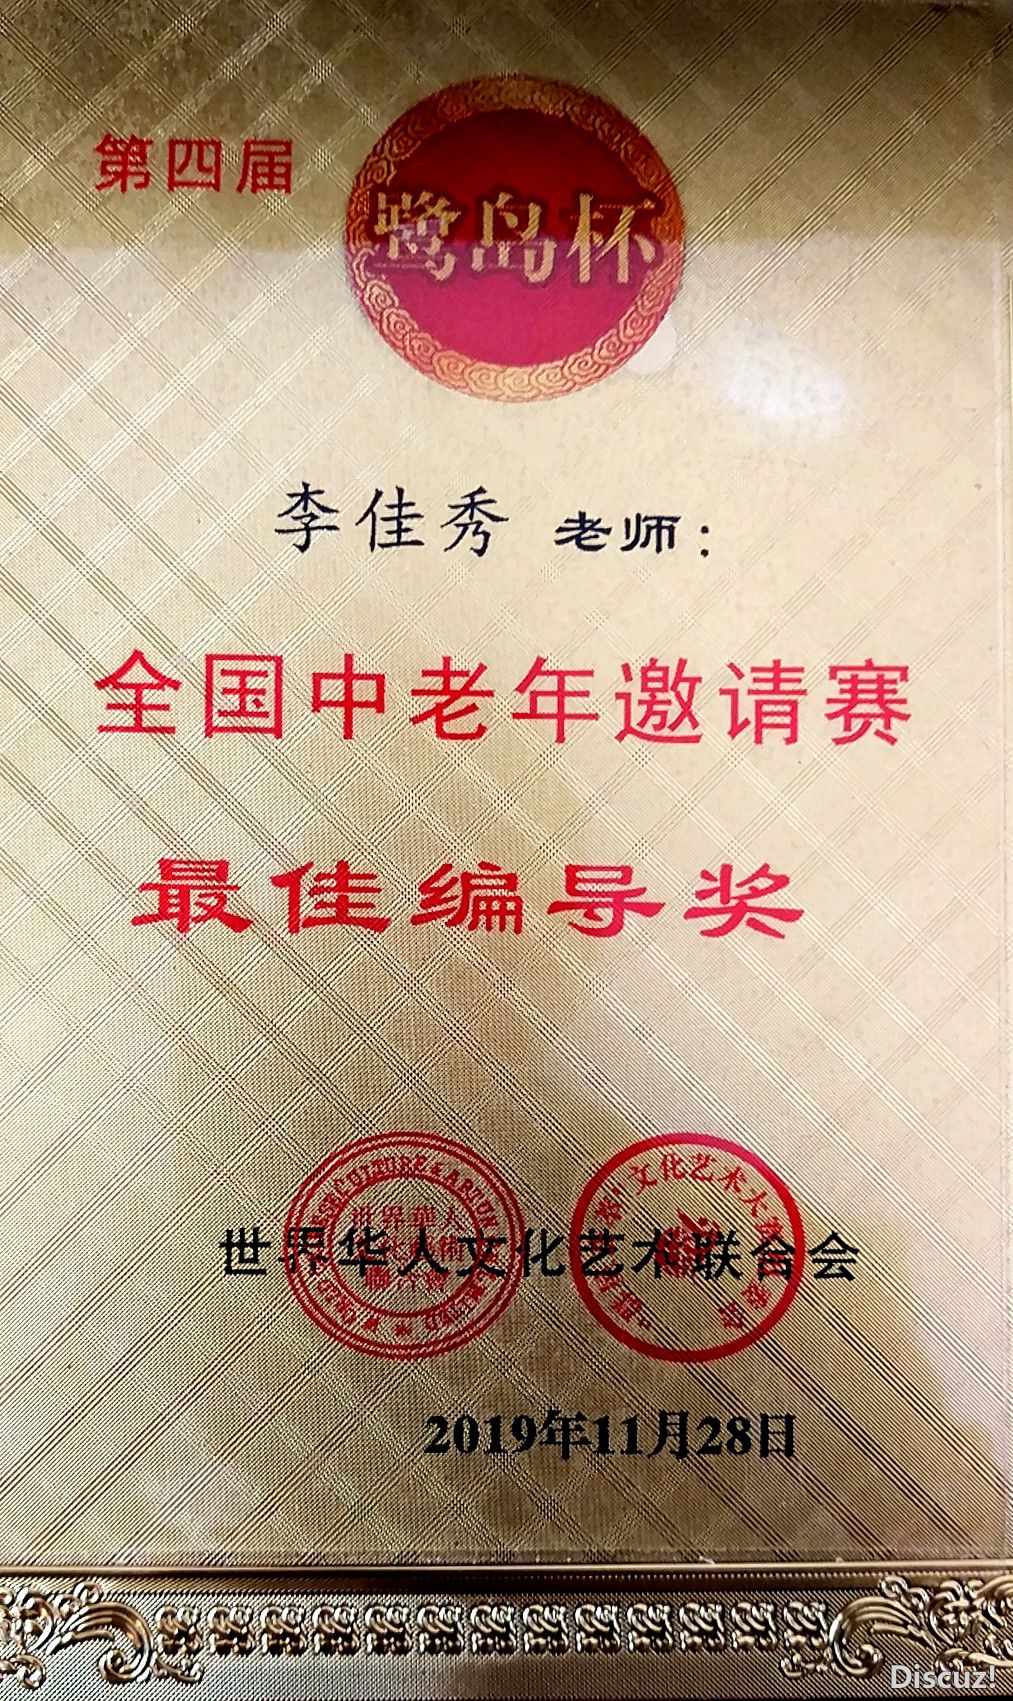 第四届
鹭岛杯
李佳秀 老师：
全国中老年邀请赛
最佳编导奖
世界华人文化艺术联合会
2019年11月28日
Discuz!